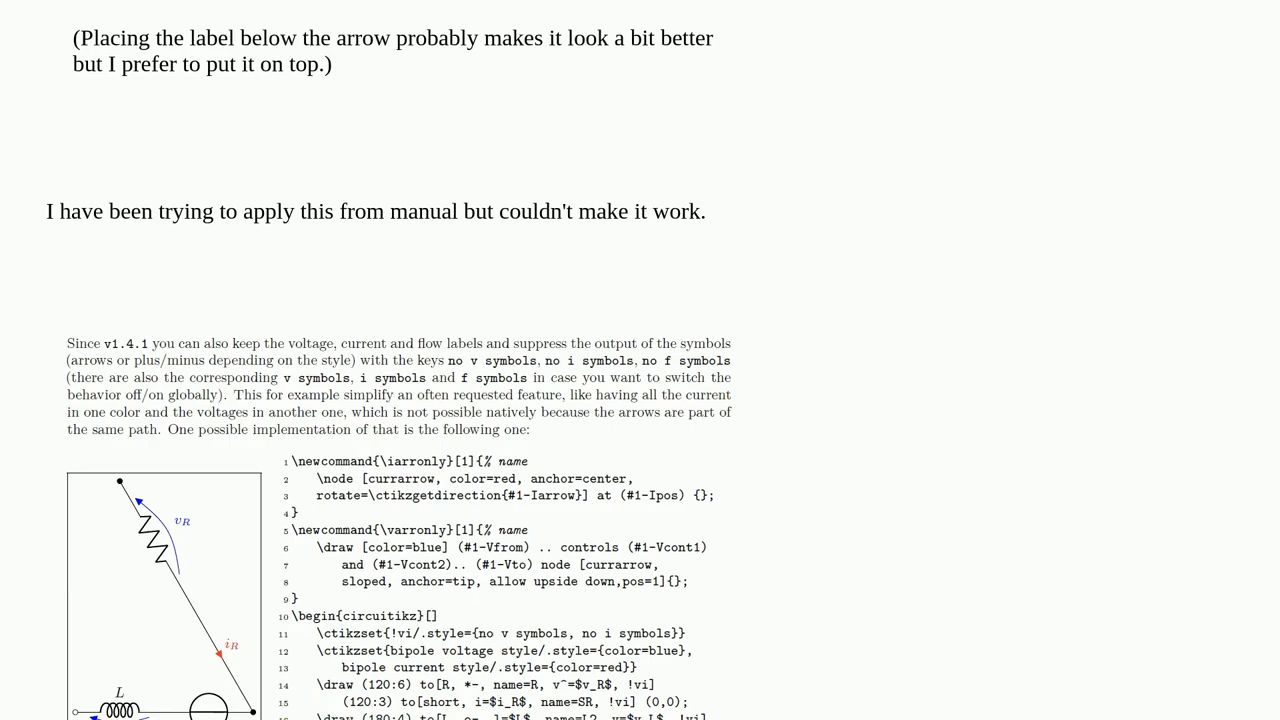 (Placing the label below the arrow probably makes it look a bit better
but I prefer to put it on top.)
I have been trying to apply this from manual but couldn't make it work.
Since v1.4.1 you can also keep the voltage, current and flow labels and suppress the output of the symbols
(arrows or plus/minus depending on the style) with the keys no v symbols, no i symbols, no f symbols
(there are also the corresponding v symbols, i symbols and f symbols in case you want to switch the
behavior off/on globally). This for example simplify an often requested feature, like having all the current
in one color and the voltages in another one, which is not possible natively because the arrows are part of
the same path. One possible implementation of that is the following one:
v_R
i_R
L
1 \newcommand{\iarronly}[1]{% name
2 \node [currarrow, color=red, anchor=center,
3 rotate=\ctikzgetdirection{#1-Iarrow}] at (#1-Ipos) {};
4 }
5 \newcommand{\varronly}[1]{% name
6 \draw [color=blue] (#1-Vfrom) .. controls (#1-Vcont1)
7 and (#1-Vcont2).. (#1-Vto) node [currarrow,
8 sloped, anchor=tip, allow upside down,pos=1]{};
9 }
10 \begin{circuitikz}[]
11 \ctikzset{!vi/.style={no v symbols, no i symbols}}
12 \ctikzset{bipole voltage style/.style={color=blue},
13 bipole current style/.style={color=red}}
14 \draw (120:6) to[R, *-, name=R, v^=$v_R$, !vi]
15 (120:3) to[short, i=$i_R$, name=SR, !vi] (0,0);
16 \draw (180:4) to[L, o-, l=$L$, name=L2, v=$v_L$, !vi]